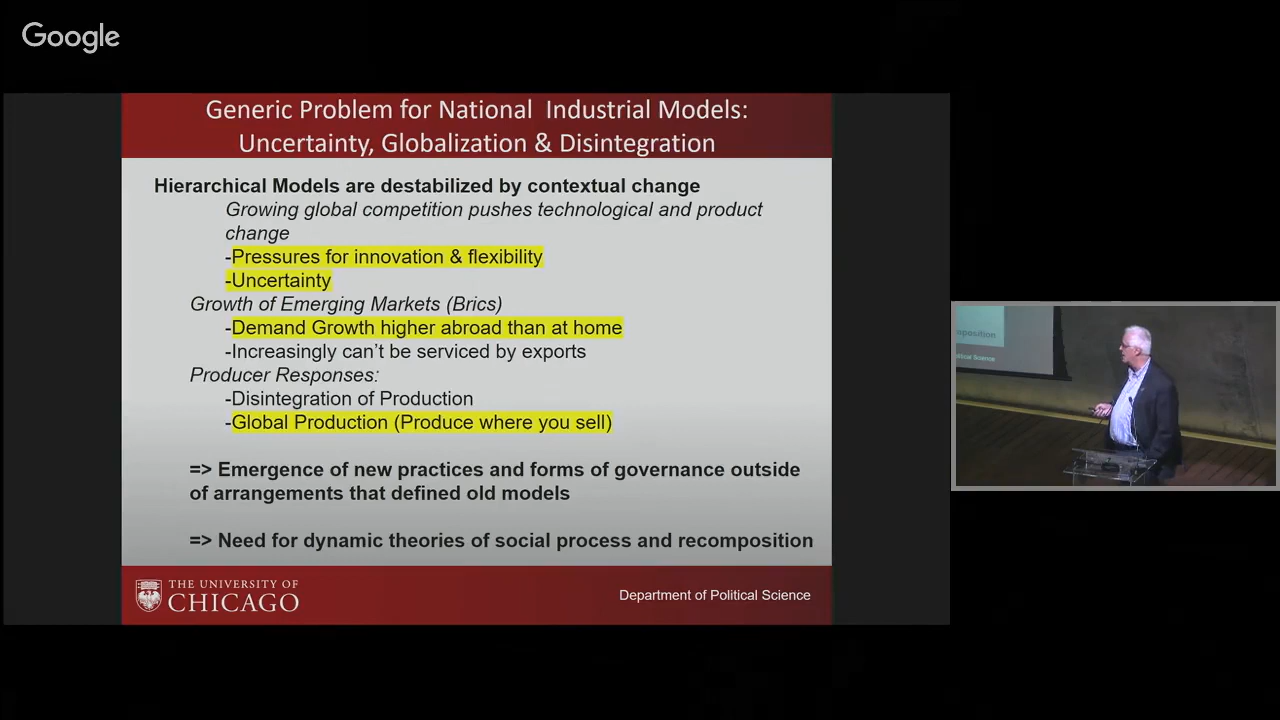 Google
Generic Problem for National Industrial Models:
Uncertainty, Globalization & Disintegration
Hierarchical Models are destabilized by contextual change
Growing global competition pushes technological and product
change
-Pressures for innovation & flexibility
-Uncertainty
Growth of Emerging Markets (Brics)
-Demand Growth higher abroad than at home
-Increasingly can't be serviced by exports
Producer Responses:
-Disintegration of Production
-Global Production (Produce where you sell)
=> Emergence of new practices and forms of governance outside
of arrangements that defined old models
=> Need for dynamic theories of social process and recomposition
THE UNIVERSITY OF
CHICAGO
Department of Political Science
position
litical Science